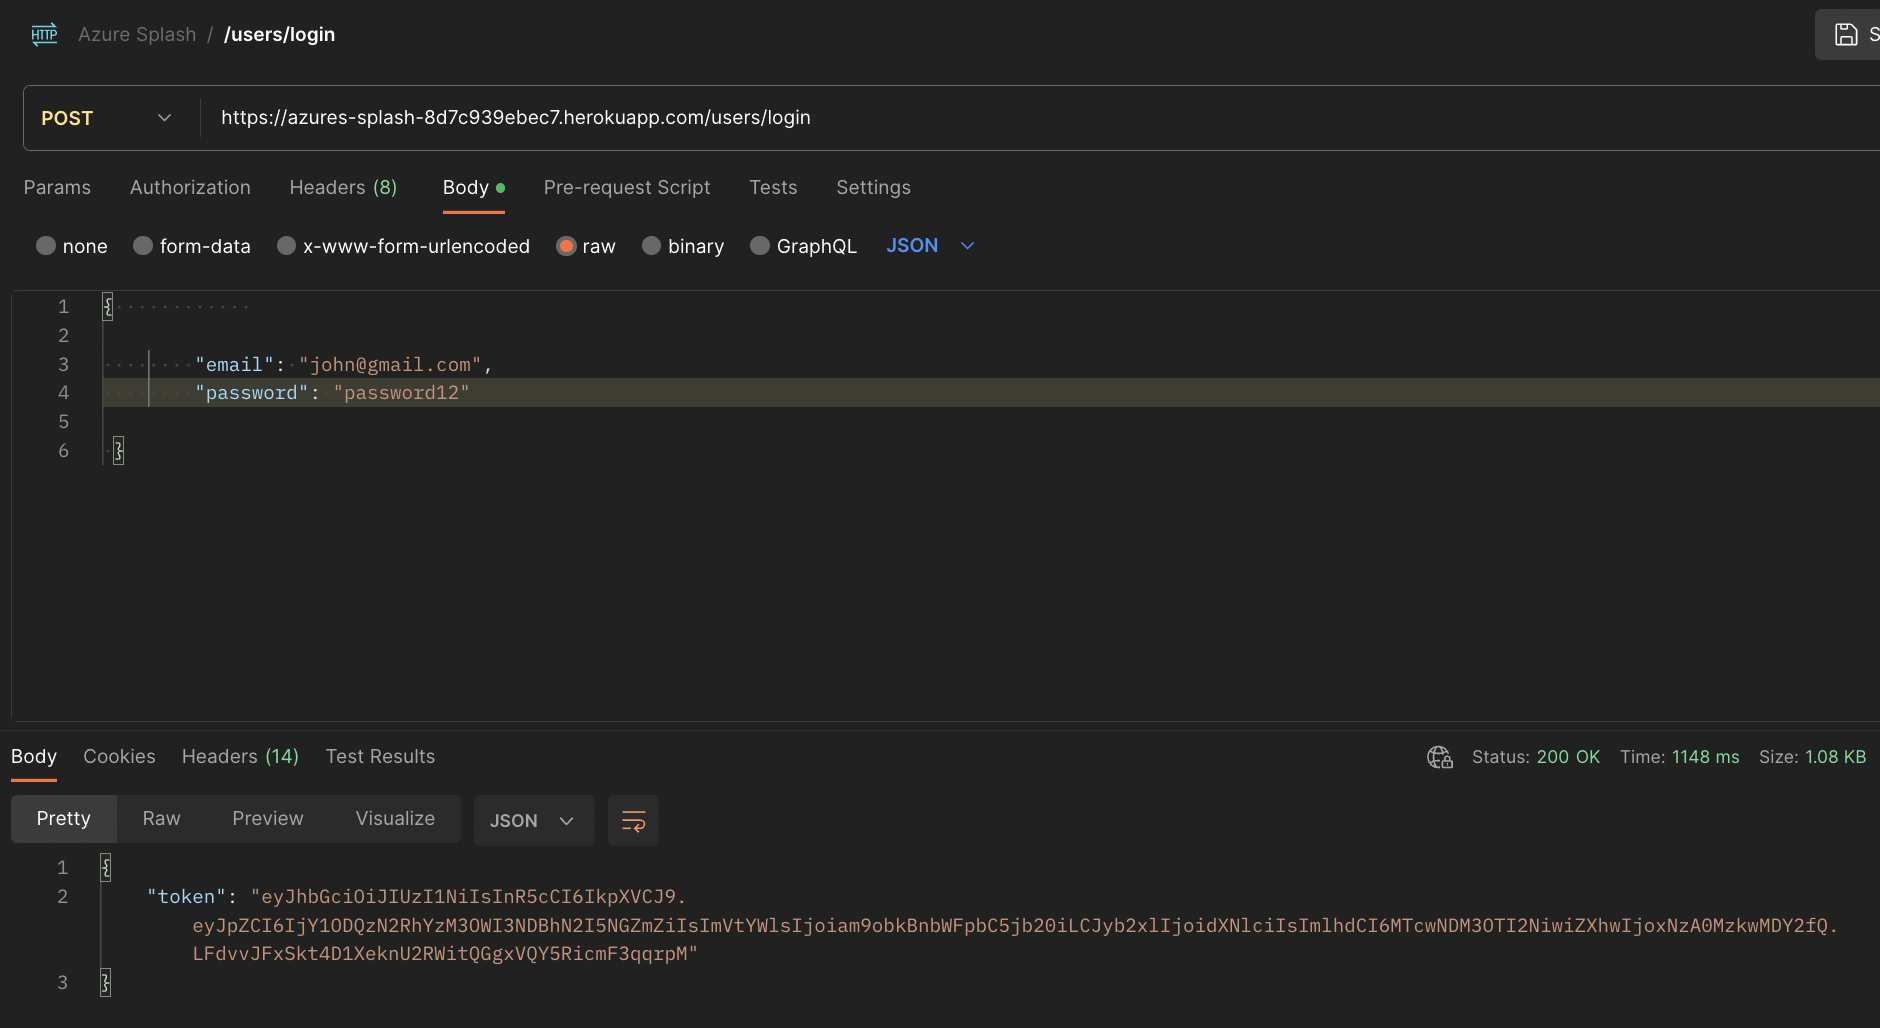 HTTP Azure Splash / /users/login S
POST https://azures-splash-8d7c939ebec7.herokuapp.com/users/login
Params Authorization Headers (8) Body Pre-request Script Tests Settings
none form-data x-www-form-urlencoded raw binary GraphQL JSON
1 {
2
3 "email": "john@gmail.com",
4 "password": "password12"
5
6 }
Body Cookies Headers (14) Test Results Status: 200 OK Time: 1148 ms Size: 1.08 KB
Pretty Raw Preview Visualize JSON
1 {
2 "token": "eyJhbGciOiJIUzI1NiIsInR5cCI6IkpXVCJ9.
eyJpZCI6IjY1ODQzN2RhYzM3OWI3NDBhN2I5NGZmZiIsImVtYWlsIjoiam9obkBnbWFpbC5jb20iLCJyb2xlIjoidXNlciIsImlhdCI6MTcwNDM3OTI2NiwiZXhwIjoxNzA0MzkwMDY2fQ.
LFdvvJFxSkt4D1XeknU2RWitQGgxVQY5RicmF3qqrpM"
3 }